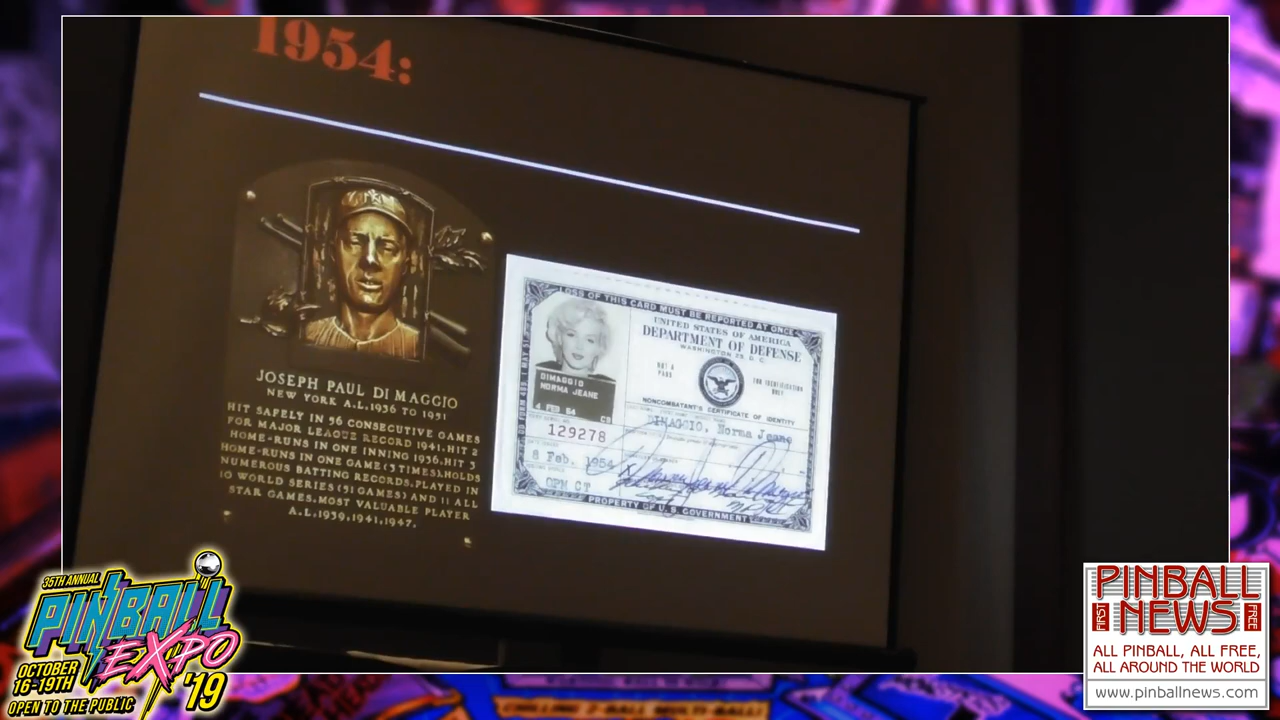 1954:
JOSEPH PAUL DI MAGGIO
NEW YORK A.L.1936 TO 1951
HIT SAFELY IN 56 CONSECUTIVE GAMES
FOR MAJOR LEAGUE RECORD 1941.HIT 2
HOME-RUNS IN ONE INNING 1936.HIT 3
HOME-RUNS IN ONE GAME (3 TIMES).HOLDS
NUMEROUS BATTING RECORDS.PLAYED IN
10 WORLD SERIES (51 GAMES) AND 11 ALL
STAR GAMES.MOST VALUABLE PLAYER
A.L.1939,1941,1947.
LOSS OF THIS CARD MUST BE REPORTED AT ONCE
UNITED STATES OF AMERICA
DEPARTMENT OF DEFENSE
WASHINGTON 25, D. C.
NOT A
PASS
FOR IDENTIFICATION
ONLY
NONCOMBATANT'S CERTIFICATE OF IDENTITY
DIMAGGIO
NORMA JEANE
4 FEB 54
DIMAGGIO, Norma Jeane
129278
8 Feb. 1954
PROPERTY OF U.S. GOVERNMENT
35TH ANNUAL
PINBALL
EXPO
OCTOBER
16-19TH
'19
OPEN TO THE PUBLIC
PINBALL
FIRST
NEWS
FREE
ALL PINBALL, ALL FREE,
ALL AROUND THE WORLD
www.pinballnews.com